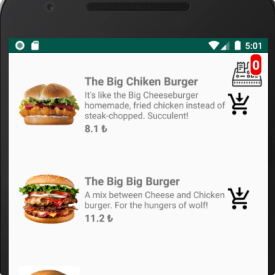 5:01
0
The Big Chiken Burger
It's like the Big Cheeseburger
homemade, fried chicken instead of
steak-chopped. Succulent!
8.1 ₺
The Big Big Burger
A mix between Cheese and Chicken
burger. For the hungers of wolf!
11.2 ₺